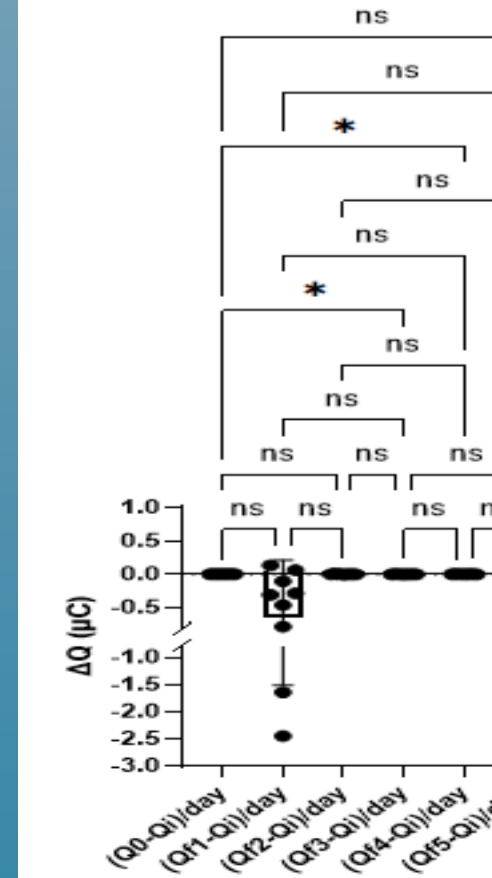 ns
ns
*
ns
ns
*
ns
ns
ns ns ns
ns ns ns
1.0
0.5
0.0
-0.5
-1.0
-1.5
-2.0
-2.5
-3.0
ΔQ (µC)
(Q0-Qi)/day
(Qf1-Qi)/day
(Qf2-Qi)/day
(Qf3-Qi)/day
(Qf4-Qi)/day